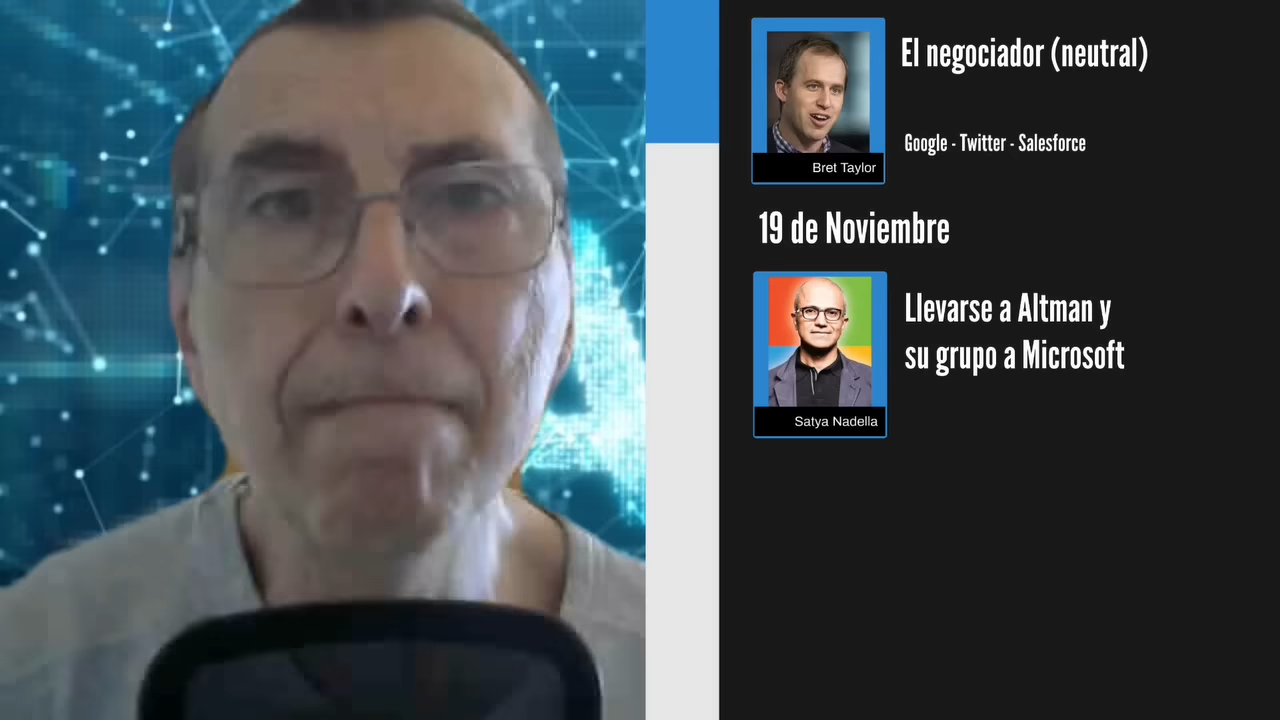 El negociador (neutral)
Google - Twitter - Salesforce
Bret Taylor
19 de Noviembre
Llevarse a Altman y
su grupo a Microsoft
Satya Nadella